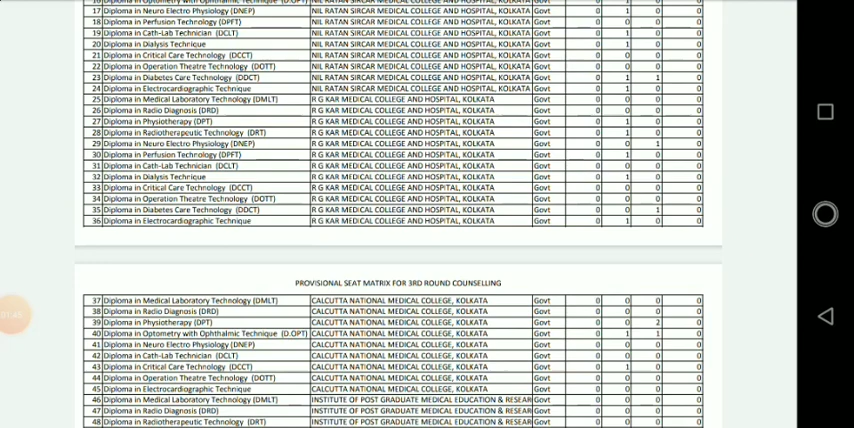 17 Diploma in Neuro Electro Physiology (DNEP) NIL RATAN SIRCAR MEDICAL COLLEGE AND HOSPITAL, KOLKATA Govt 0 1 0 0
18 Diploma in Perfusion Technology (DPFT) NIL RATAN SIRCAR MEDICAL COLLEGE AND HOSPITAL, KOLKATA Govt 0 0 0 0
19 Diploma in Cath-Lab Technician (DCLT) NIL RATAN SIRCAR MEDICAL COLLEGE AND HOSPITAL, KOLKATA Govt 0 1 0 0
20 Diploma in Dialysis Technique NIL RATAN SIRCAR MEDICAL COLLEGE AND HOSPITAL, KOLKATA Govt 0 1 0 0
21 Diploma in Critical Care Technology (DCCT) NIL RATAN SIRCAR MEDICAL COLLEGE AND HOSPITAL, KOLKATA Govt 0 0 0 0
22 Diploma in Operation Theatre Technology (DOTT) NIL RATAN SIRCAR MEDICAL COLLEGE AND HOSPITAL, KOLKATA Govt 0 0 0 0
23 Diploma in Diabetes Care Technology (DDCT) NIL RATAN SIRCAR MEDICAL COLLEGE AND HOSPITAL, KOLKATA Govt 0 1 1 0
24 Diploma in Electrocardiographic Technique NIL RATAN SIRCAR MEDICAL COLLEGE AND HOSPITAL, KOLKATA Govt 0 1 0 0
25 Diploma in Medical Laboratory Technology (DMLT) R G KAR MEDICAL COLLEGE AND HOSPITAL, KOLKATA Govt 0 0 0 0
26 Diploma in Radio Diagnosis (DRD) R G KAR MEDICAL COLLEGE AND HOSPITAL, KOLKATA Govt 0 0 0 0
27 Diploma in Physiotherapy (DPT) R G KAR MEDICAL COLLEGE AND HOSPITAL, KOLKATA Govt 0 1 0 0
28 Diploma in Radiotherapeutic Technology (DRT) R G KAR MEDICAL COLLEGE AND HOSPITAL, KOLKATA Govt 0 1 0 0
29 Diploma in Neuro Electro Physiology (DNEP) R G KAR MEDICAL COLLEGE AND HOSPITAL, KOLKATA Govt 0 0 1 0
30 Diploma in Perfusion Technology (DPFT) R G KAR MEDICAL COLLEGE AND HOSPITAL, KOLKATA Govt 0 1 0 0
31 Diploma in Cath-Lab Technician (DCLT) R G KAR MEDICAL COLLEGE AND HOSPITAL, KOLKATA Govt 0 0 0 0
32 Diploma in Dialysis Technique R G KAR MEDICAL COLLEGE AND HOSPITAL, KOLKATA Govt 0 1 0 0
33 Diploma in Critical Care Technology (DCCT) R G KAR MEDICAL COLLEGE AND HOSPITAL, KOLKATA Govt 0 0 0 0
34 Diploma in Operation Theatre Technology (DOTT) R G KAR MEDICAL COLLEGE AND HOSPITAL, KOLKATA Govt 0 0 0 0
35 Diploma in Diabetes Care Technology (DDCT) R G KAR MEDICAL COLLEGE AND HOSPITAL, KOLKATA Govt 0 0 1 0
36 Diploma in Electrocardiographic Technique R G KAR MEDICAL COLLEGE AND HOSPITAL, KOLKATA Govt 0 1 0 0
PROVISIONAL SEAT MATRIX FOR 3RD ROUND COUNSELLING
37 Diploma in Medical Laboratory Technology (DMLT) CALCUTTA NATIONAL MEDICAL COLLEGE, KOLKATA Govt 0 0 0 0
38 Diploma in Radio Diagnosis (DRD) CALCUTTA NATIONAL MEDICAL COLLEGE, KOLKATA Govt 0 0 0 0
39 Diploma in Physiotherapy (DPT) CALCUTTA NATIONAL MEDICAL COLLEGE, KOLKATA Govt 0 0 2 0
40 Diploma in Optometry with Ophthalmic Technique (D.OPT) CALCUTTA NATIONAL MEDICAL COLLEGE, KOLKATA Govt 0 1 1 0
41 Diploma in Neuro Electro Physiology (DNEP) CALCUTTA NATIONAL MEDICAL COLLEGE, KOLKATA Govt 0 0 0 0
42 Diploma in Cath-Lab Technician (DCLT) CALCUTTA NATIONAL MEDICAL COLLEGE, KOLKATA Govt 0 0 0 0
43 Diploma in Critical Care Technology (DCCT) CALCUTTA NATIONAL MEDICAL COLLEGE, KOLKATA Govt 0 1 0 0
44 Diploma in Operation Theatre Technology (DOTT) CALCUTTA NATIONAL MEDICAL COLLEGE, KOLKATA Govt 0 0 0 0
45 Diploma in Electrocardiographic Technique CALCUTTA NATIONAL MEDICAL COLLEGE, KOLKATA Govt 0 0 0 0
46 Diploma in Medical Laboratory Technology (DMLT) INSTITUTE OF POST GRADUATE MEDICAL EDUCATION & RESEAR Govt 0 0 0 0
47 Diploma in Radio Diagnosis (DRD) INSTITUTE OF POST GRADUATE MEDICAL EDUCATION & RESEAR Govt 0 0 0 0
48 Diploma in Radiotherapeutic Technology (DRT) INSTITUTE OF POST GRADUATE MEDICAL EDUCATION & RESEAR Govt 0 0 0 0